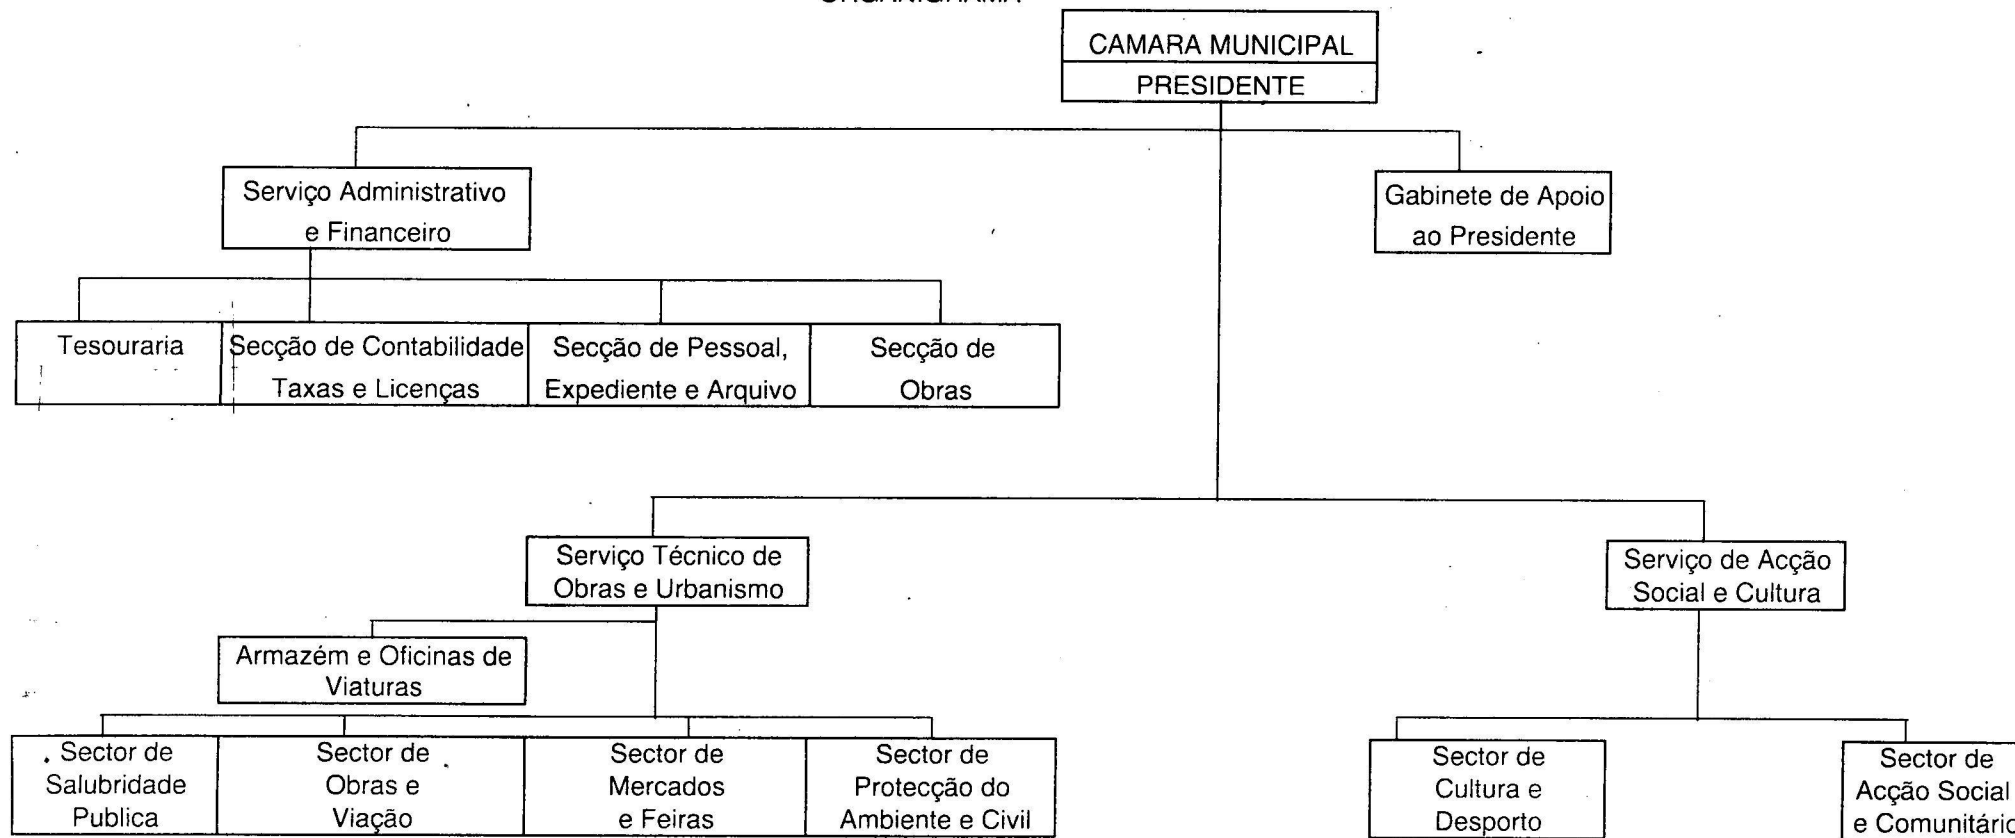 ORGANIGRAMA
CAMARA MUNICIPAL
PRESIDENTE
Serviço Administrativo
e Financeiro
Gabinete de Apoio
ao Presidente
Tesouraria
Secção de Contabilidade
Taxas e Licenças
Secção de Pessoal,
Expediente e Arquivo
Secção de
Obras
Serviço Técnico de
Obras e Urbanismo
Serviço de Acção
Social e Cultura
Armazém e Oficinas de
Viaturas
Sector de
Salubridade
Publica
Sector de
Obras e
Viação
Sector de
Mercados
e Feiras
Sector de
Protecção do
Ambiente e Civil
Sector de
Cultura e
Desporto
Sector de
Acção Social
e Comunitário